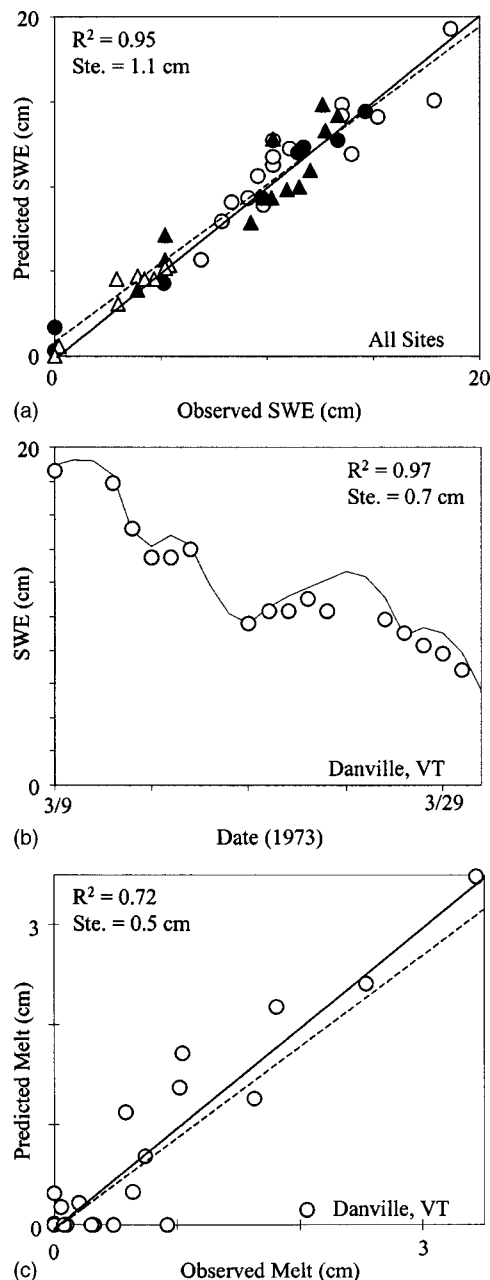 20
R² = 0.95
Ste. = 1.1 cm
Predicted SWE (cm)
All Sites
0
0
20
(a)
Observed SWE (cm)
20
R² = 0.97
Ste. = 0.7 cm
SWE (cm)
Danville, VT
0
3/9
3/29
(b)
Date (1973)
R² = 0.72
Ste. = 0.5 cm
3
Predicted Melt (cm)
Danville, VT
0
0
3
(c)
Observed Melt (cm)